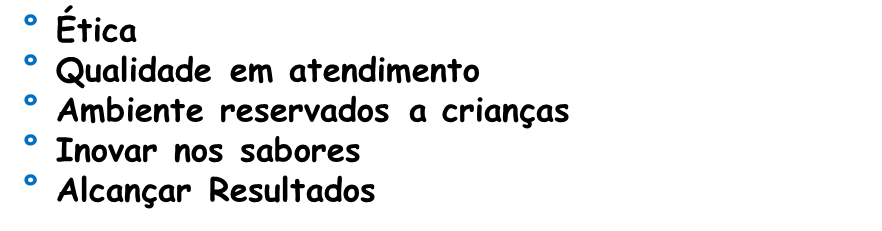 ° Ética
° Qualidade em atendimento
° Ambiente reservados a crianças
° Inovar nos sabores
° Alcançar Resultados